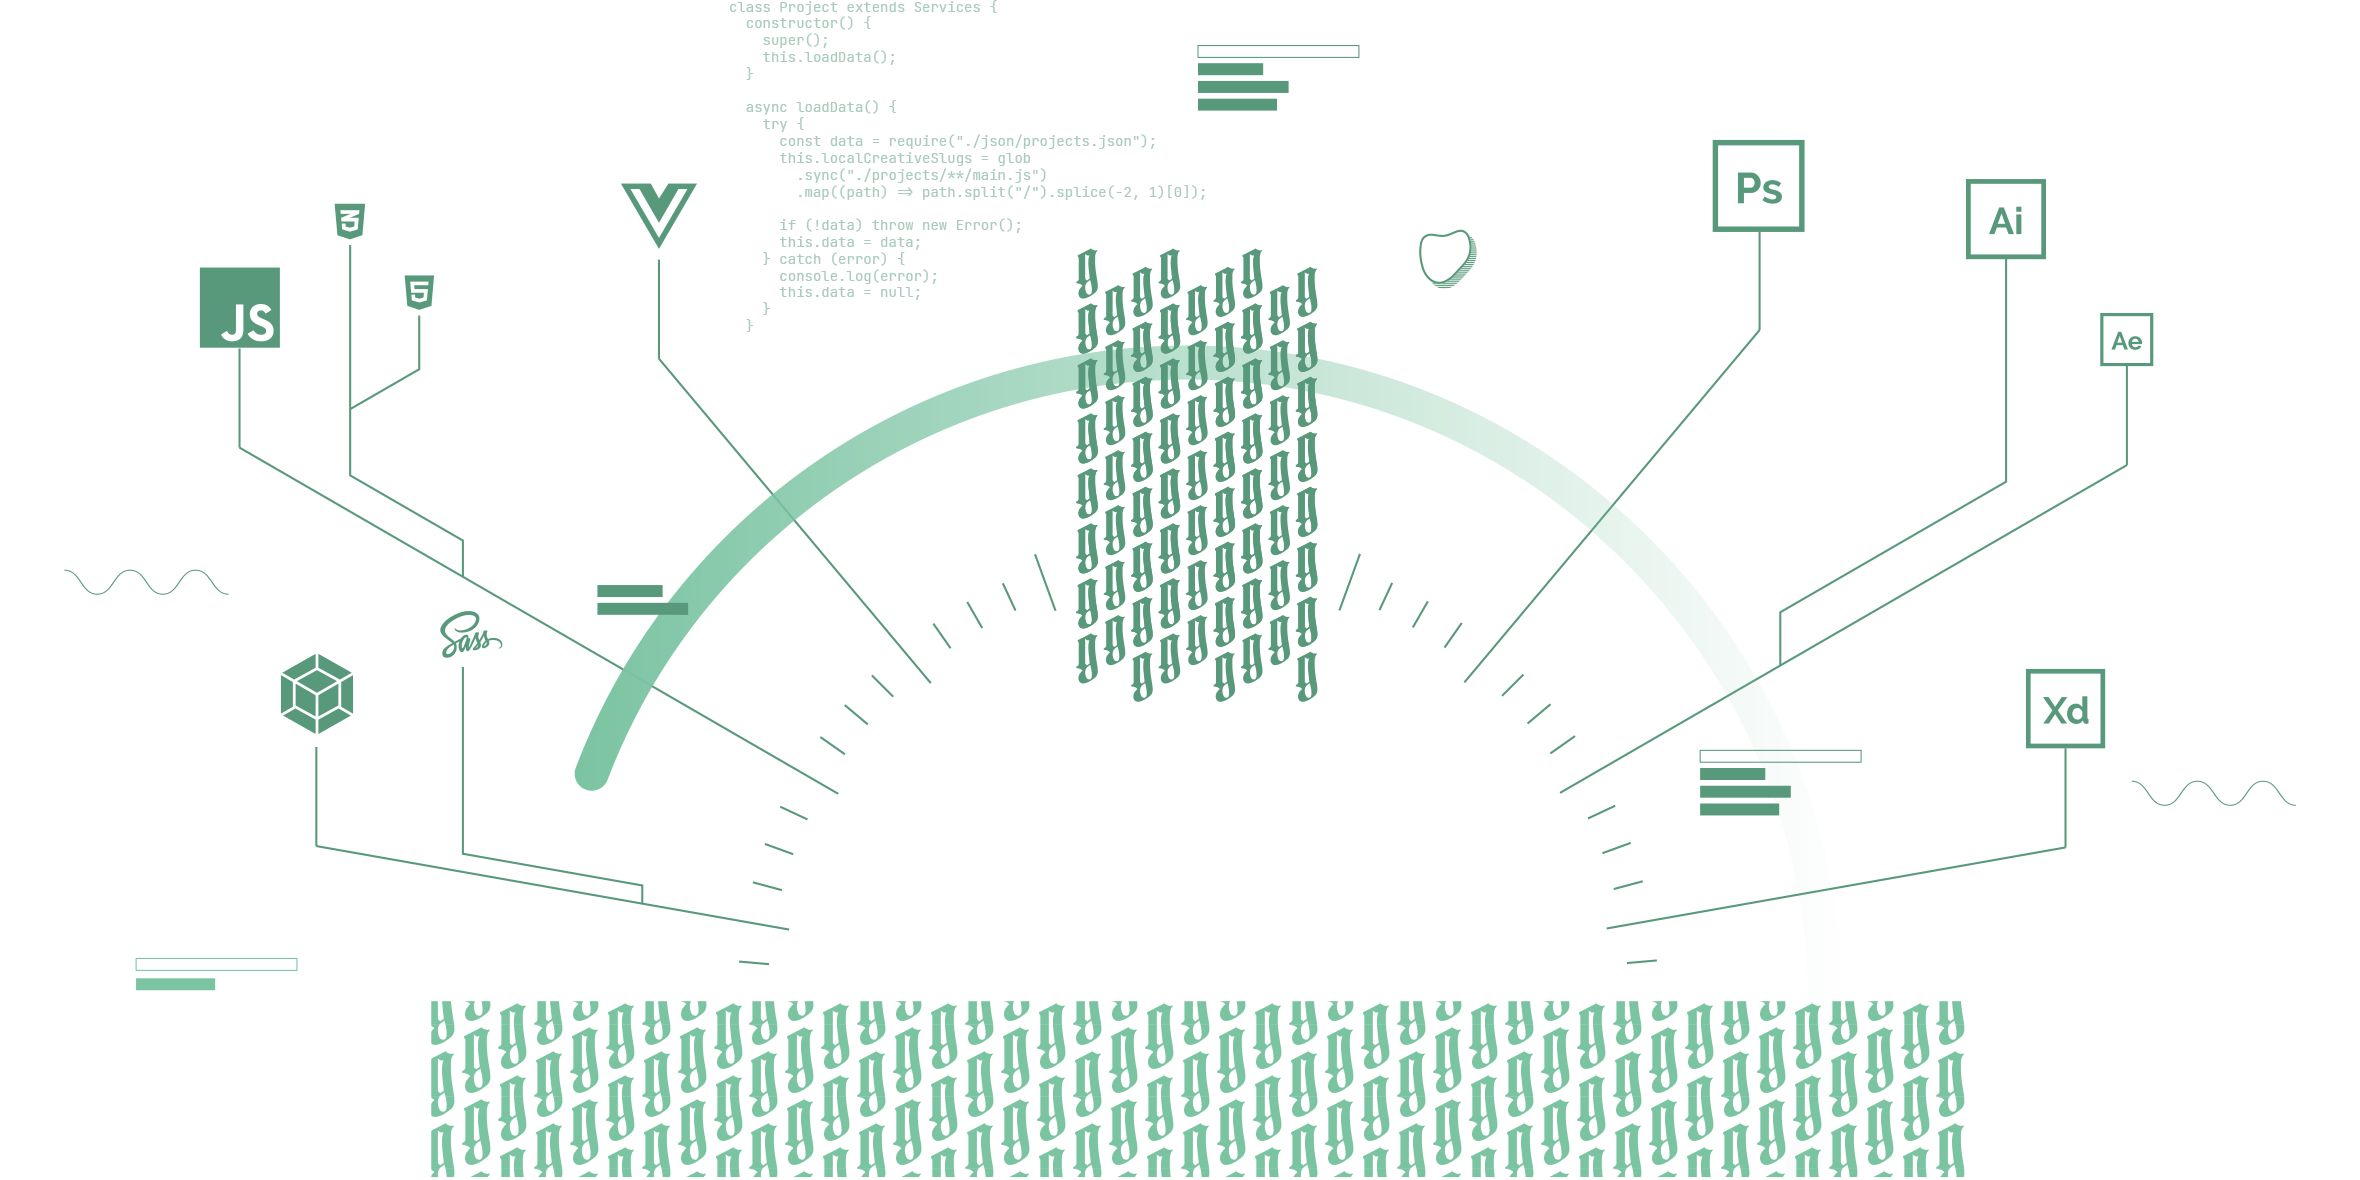 class Project extends Services {
constructor() {
super();
this.loadData();
}
async loadData() {
try {
const data = require("./json/projects.json");
this.localCreativeSlugs = glob
.sync("./projects/**/main.js")
.map((path) => path.split("/").splice(-2, 1)[0]);
if (!data) throw new Error();
this.data = data;
} catch (error) {
console.log(error);
this.data = null;
}
}
JS
3
5
Sass
Ps
Ai
Ae
Xd